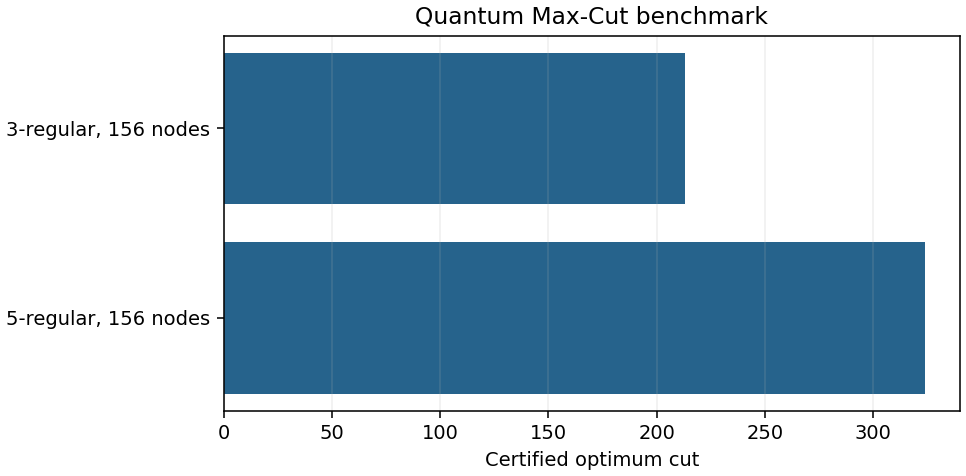 Quantum Max-Cut benchmark
3-regular, 156 nodes
5-regular, 156 nodes
0 50 100 150 200 250 300
Certified optimum cut